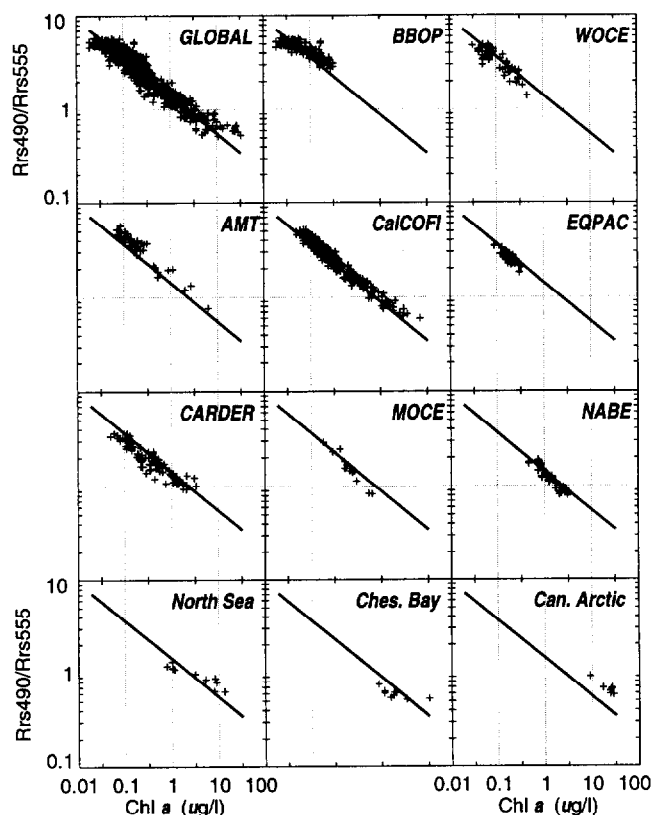 10
GLOBAL
BBOP
WOCE
Rrs490/Rrs555
1
0.1
AMT
CalCOFI
EQPAC
CARDER
MOCE
NABE
10
North Sea
Ches. Bay
Can. Arctic
Rrs490/Rrs555
1
0.1
0.01 0.1 1 10 100
0.01 0.1 1 10 100
Chl a (ug/l)
Chl a (ug/l)